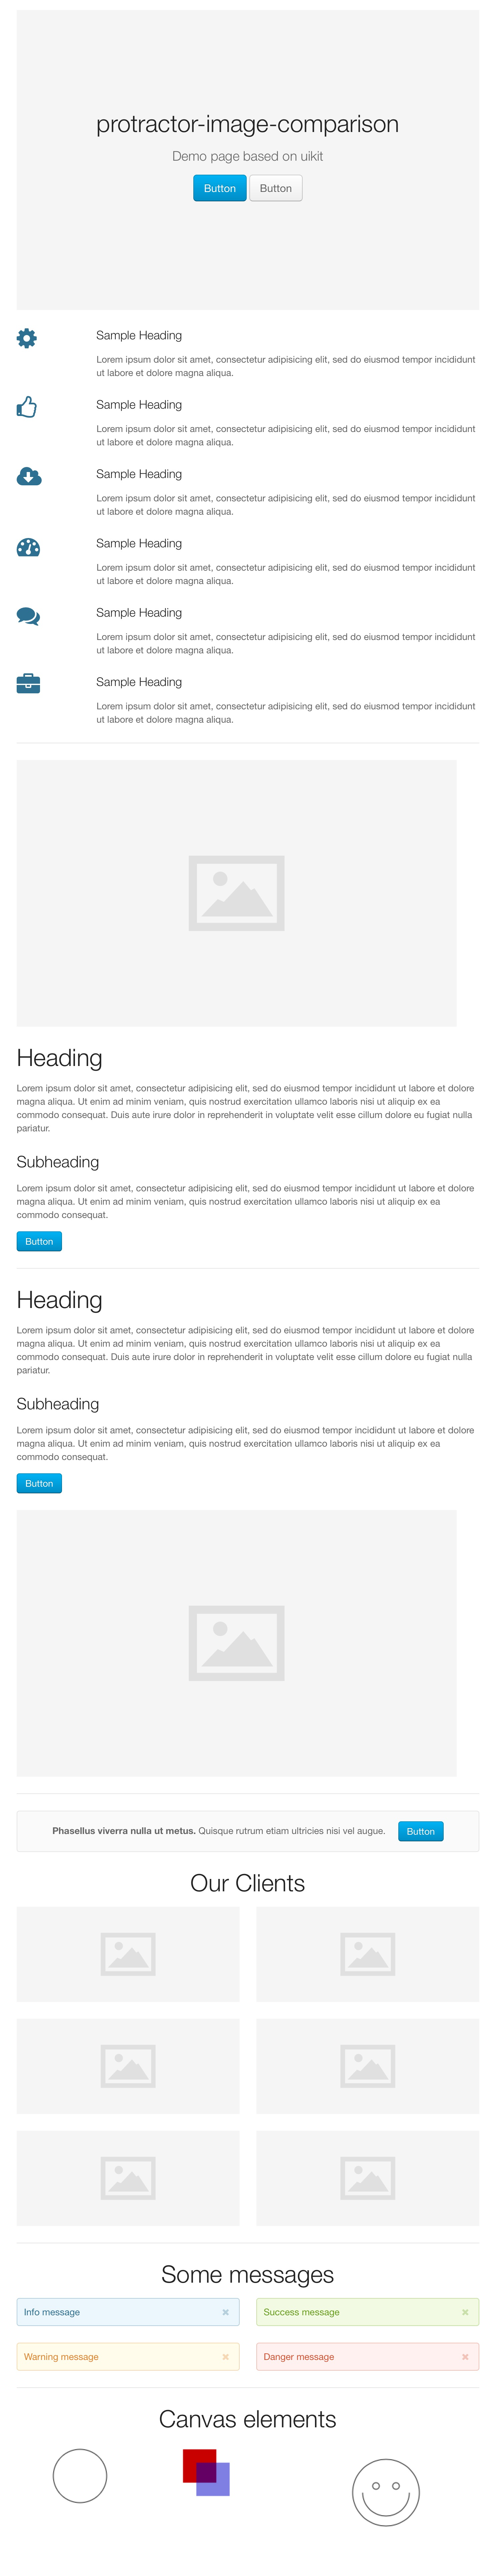 protractor-image-comparison
Demo page based on uikit
Button Button
Sample Heading
Lorem ipsum dolor sit amet, consectetur adipisicing elit, sed do eiusmod tempor incididunt
ut labore et dolore magna aliqua.
Sample Heading
Lorem ipsum dolor sit amet, consectetur adipisicing elit, sed do eiusmod tempor incididunt
ut labore et dolore magna aliqua.
Sample Heading
Lorem ipsum dolor sit amet, consectetur adipisicing elit, sed do eiusmod tempor incididunt
ut labore et dolore magna aliqua.
Sample Heading
Lorem ipsum dolor sit amet, consectetur adipisicing elit, sed do eiusmod tempor incididunt
ut labore et dolore magna aliqua.
Sample Heading
Lorem ipsum dolor sit amet, consectetur adipisicing elit, sed do eiusmod tempor incididunt
ut labore et dolore magna aliqua.
Sample Heading
Lorem ipsum dolor sit amet, consectetur adipisicing elit, sed do eiusmod tempor incididunt
ut labore et dolore magna aliqua.
Heading
Lorem ipsum dolor sit amet, consectetur adipisicing elit, sed do eiusmod tempor incididunt ut labore et dolore
magna aliqua. Ut enim ad minim veniam, quis nostrud exercitation ullamco laboris nisi ut aliquip ex ea
commodo consequat. Duis aute irure dolor in reprehenderit in voluptate velit esse cillum dolore eu fugiat nulla
pariatur.
Subheading
Lorem ipsum dolor sit amet, consectetur adipisicing elit, sed do eiusmod tempor incididunt ut labore et dolore
magna aliqua. Ut enim ad minim veniam, quis nostrud exercitation ullamco laboris nisi ut aliquip ex ea
commodo consequat.
Button
Heading
Lorem ipsum dolor sit amet, consectetur adipisicing elit, sed do eiusmod tempor incididunt ut labore et dolore
magna aliqua. Ut enim ad minim veniam, quis nostrud exercitation ullamco laboris nisi ut aliquip ex ea
commodo consequat. Duis aute irure dolor in reprehenderit in voluptate velit esse cillum dolore eu fugiat nulla
pariatur.
Subheading
Lorem ipsum dolor sit amet, consectetur adipisicing elit, sed do eiusmod tempor incididunt ut labore et dolore
magna aliqua. Ut enim ad minim veniam, quis nostrud exercitation ullamco laboris nisi ut aliquip ex ea
commodo consequat.
Button
Phasellus viverra nulla ut metus. Quisque rutrum etiam ultricies nisi vel augue. Button
Our Clients
Some messages
Info message
Success message
Warning message
Danger message
Canvas elements